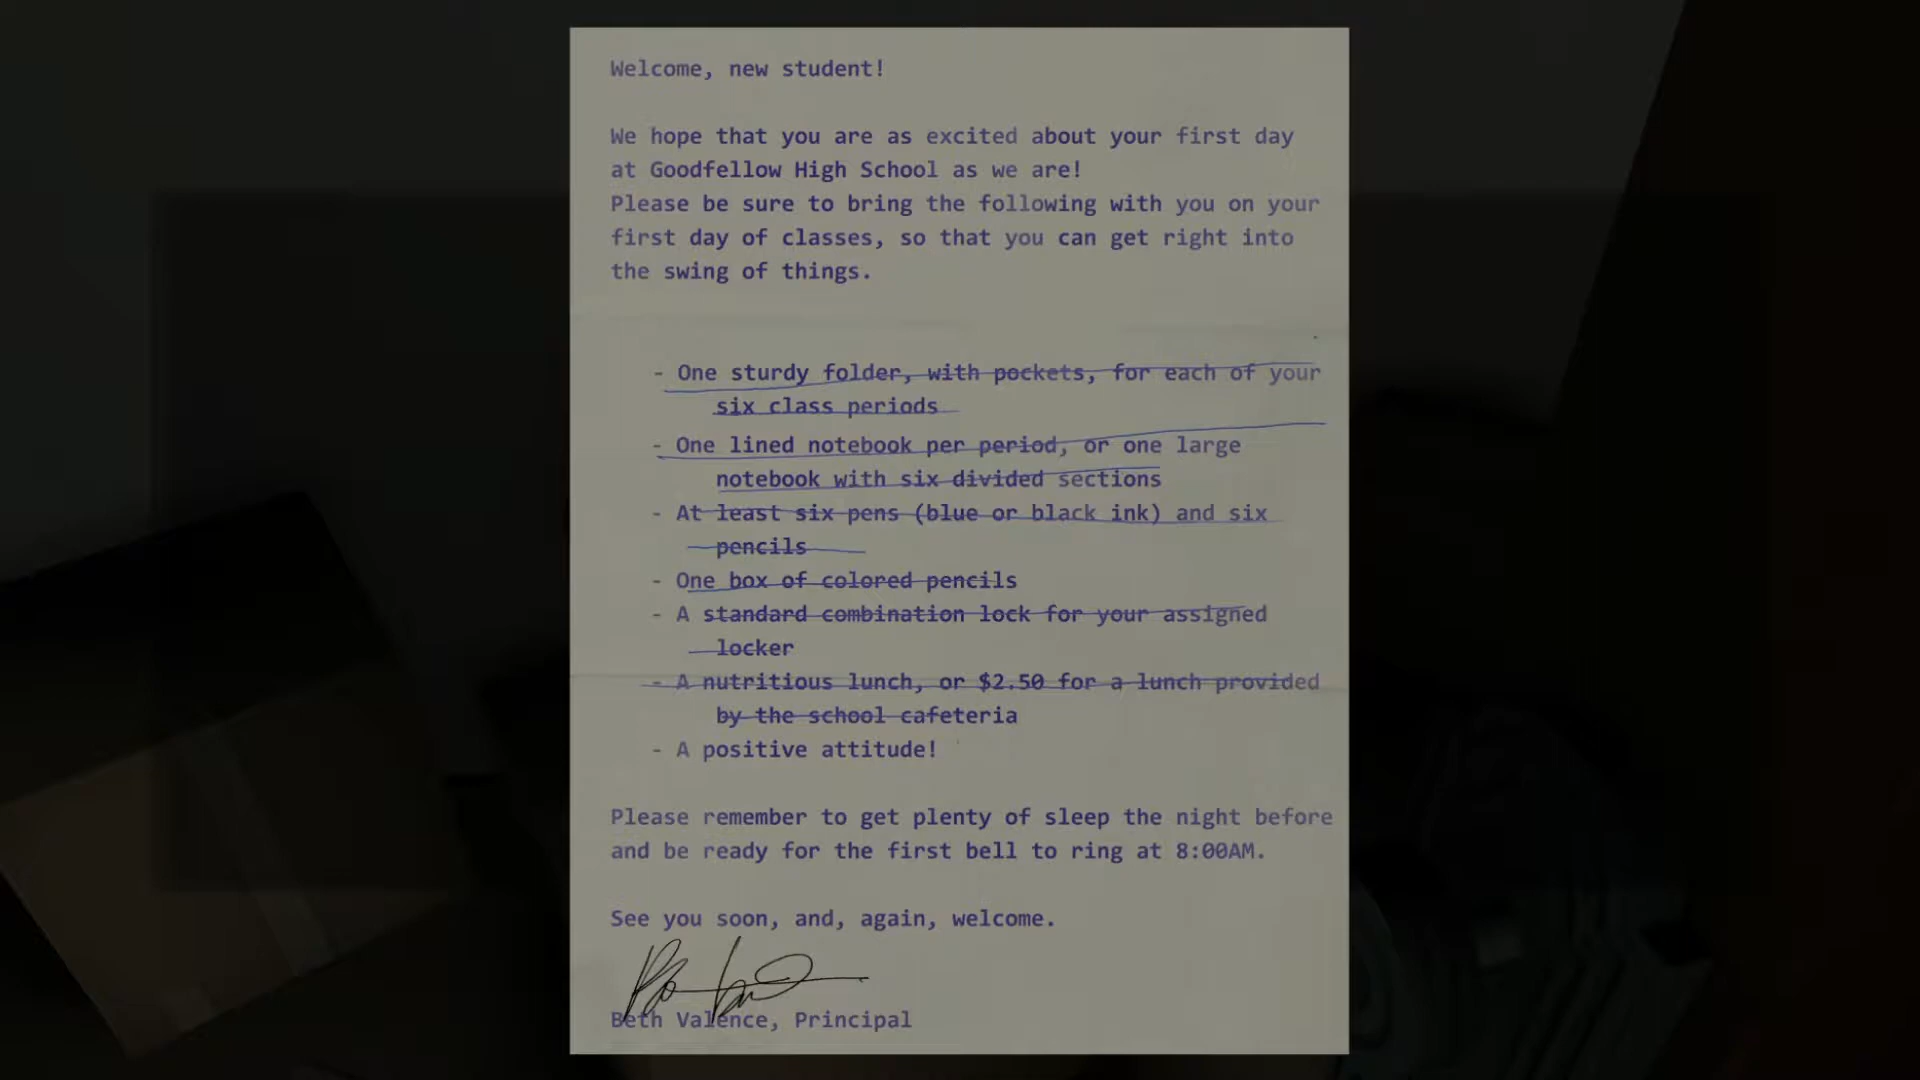 Welcome, new student!
We hope that you are as excited about your first day
at Goodfellow High School as we are!
Please be sure to bring the following with you on your
first day of classes, so that you can get right into
the swing of things.
- One sturdy folder, with pockets, for each of your
six class periods
- One lined notebook per period, or one large
notebook with six divided sections
- At least six pens (blue or black ink) and six
pencils
- One box of colored pencils
- A standard combination lock for your assigned
locker
- A nutritious lunch, or $2.50 for a lunch provided
by the school cafeteria
- A positive attitude!
Please remember to get plenty of sleep the night before
and be ready for the first bell to ring at 8:00AM.
See you soon, and, again, welcome.
Beth Valence, Principal